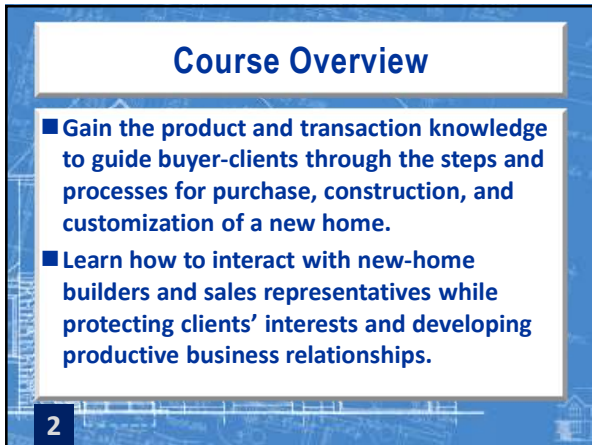 Course Overview
■ Gain the product and transaction knowledge
to guide buyer-clients through the steps and
processes for purchase, construction, and
customization of a new home.
■ Learn how to interact with new-home
builders and sales representatives while
protecting clients’ interests and developing
productive business relationships.
2